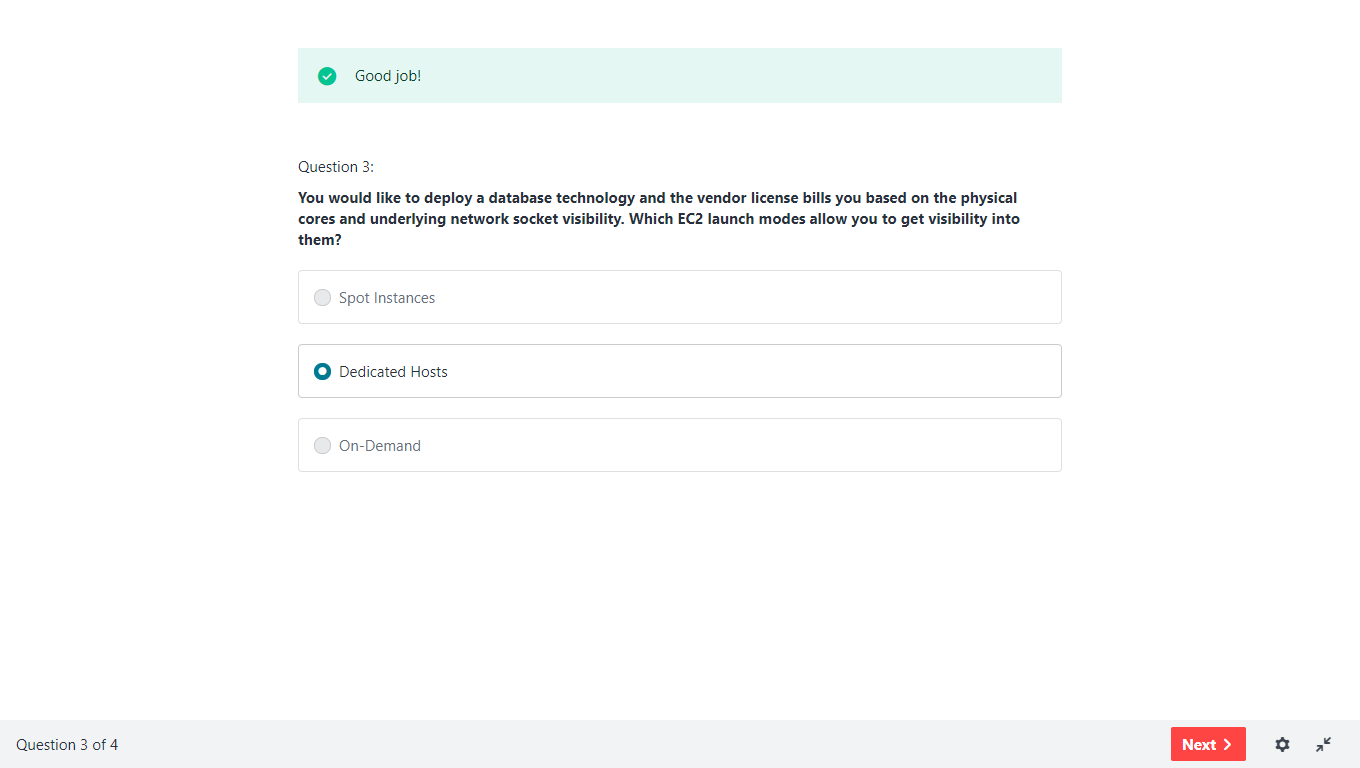 Good job!
Question 3:
You would like to deploy a database technology and the vendor license bills you based on the physical
cores and underlying network socket visibility. Which EC2 launch modes allow you to get visibility into
them?
Spot Instances
Dedicated Hosts
On-Demand
Question 3 of 4
Next